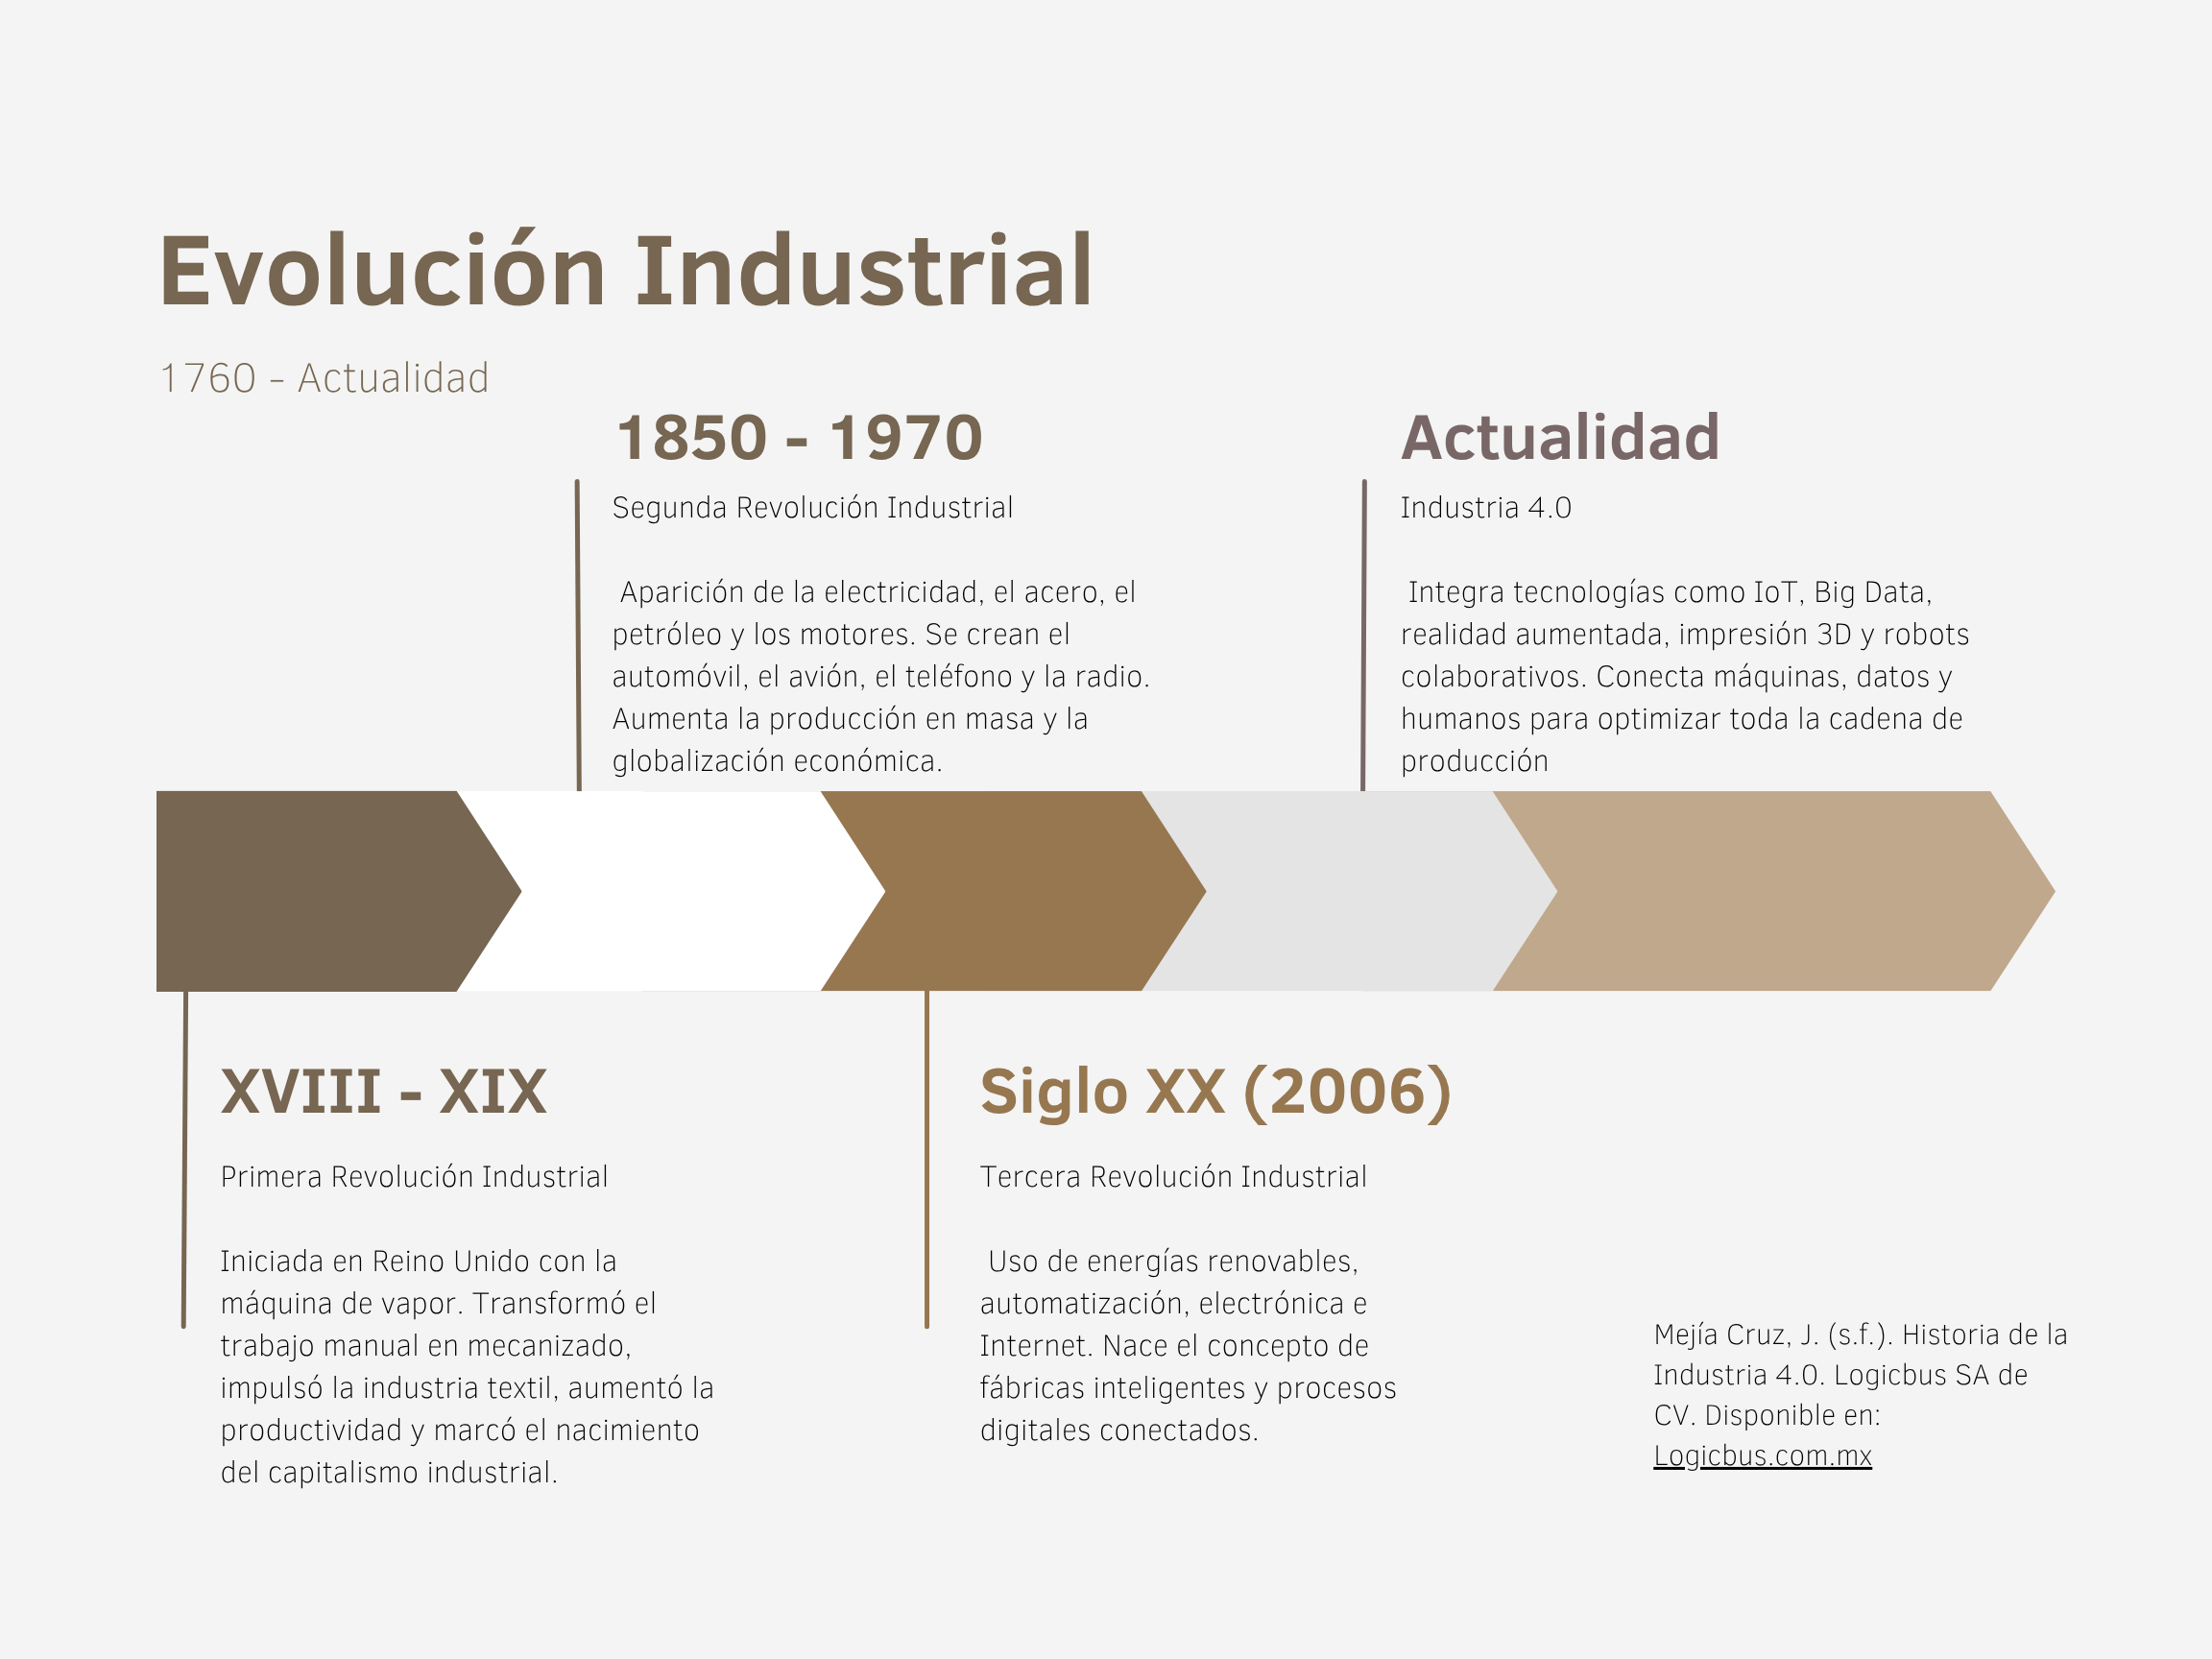 Evolución Industrial
1760 - Actualidad
1850 - 1970
Segunda Revolución Industrial
Aparición de la electricidad, el acero, el
petróleo y los motores. Se crean el
automóvil, el avión, el teléfono y la radio.
Aumenta la producción en masa y la
globalización económica.
Actualidad
Industria 4.0
Integra tecnologías como IoT, Big Data,
realidad aumentada, impresión 3D y robots
colaborativos. Conecta máquinas, datos y
humanos para optimizar toda la cadena de
producción
XVIII - XIX
Primera Revolución Industrial
Iniciada en Reino Unido con la
máquina de vapor. Transformó el
trabajo manual en mecanizado,
impulsó la industria textil, aumentó la
productividad y marcó el nacimiento
del capitalismo industrial.
Siglo XX (2006)
Tercera Revolución Industrial
Uso de energías renovables,
automatización, electrónica e
Internet. Nace el concepto de
fábricas inteligentes y procesos
digitales conectados.
Mejía Cruz, J. (s.f.). Historia de la
Industria 4.0. Logicbus SA de
CV. Disponible en:
Logicbus.com.mx